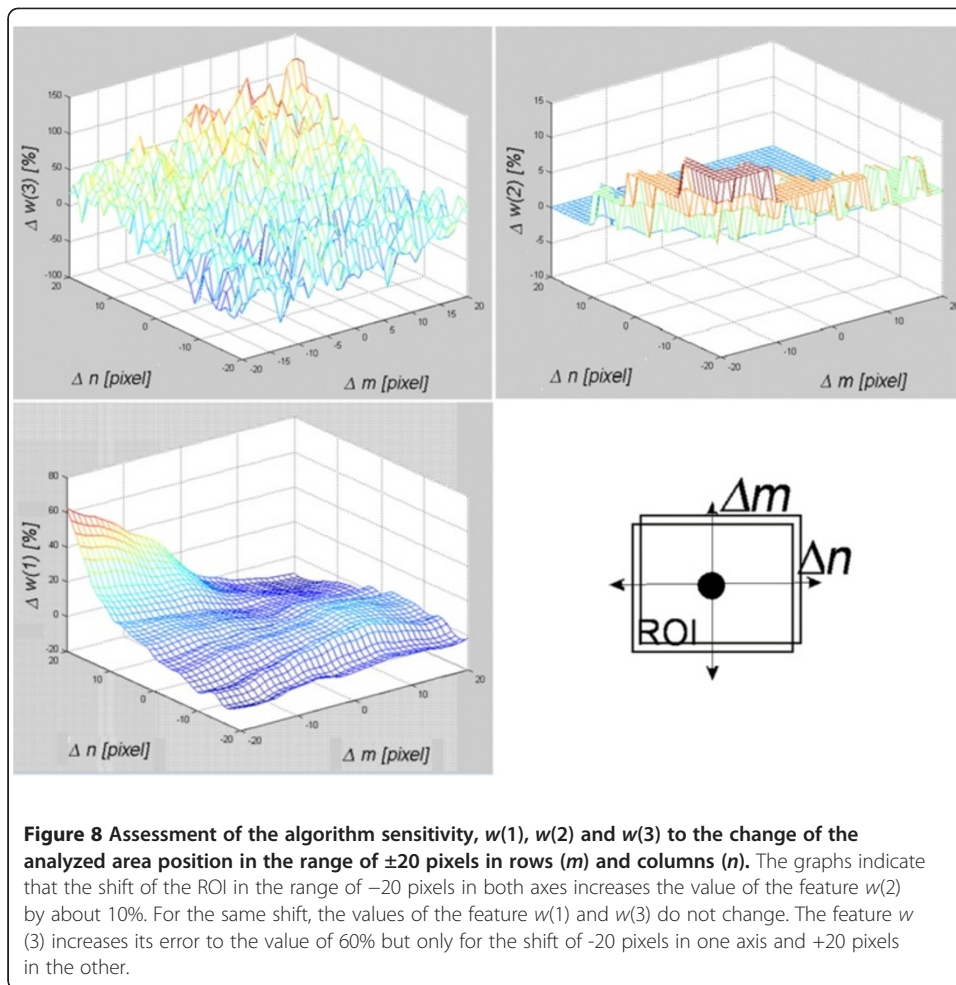 150
100
50
0
-50
-100
Δ w(3) [%]
20
10
0
-10
-20
Δ n [pixel]
-20
-15
-10
-5
0
5
10
15
20
Δ m [pixel]
15
10
5
0
-5
-10
Δ w(2) [%]
20
10
0
-10
-20
Δ n [pixel]
-20
-10
0
10
20
Δ m [pixel]
80
60
40
20
0
-20
Δ w(1) [%]
20
10
0
-10
-20
Δ n [pixel]
-20
-10
0
10
20
Δ m [pixel]
Δm
Δn
ROI
Figure 8 Assessment of the algorithm sensitivity, w(1), w(2) and w(3) to the change of the
analyzed area position in the range of ±20 pixels in rows (m) and columns (n). The graphs indicate
that the shift of the ROI in the range of −20 pixels in both axes increases the value of the feature w(2)
by about 10%. For the same shift, the values of the feature w(1) and w(3) do not change. The feature w
(3) increases its error to the value of 60% but only for the shift of -20 pixels in one axis and +20 pixels
in the other.